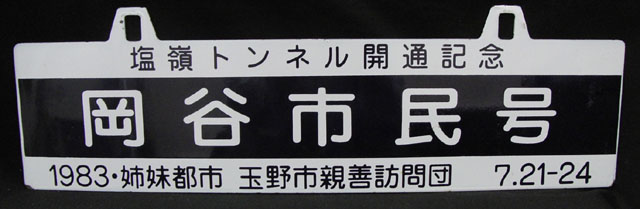 塩嶺トンネル開通記念
岡谷市民号
1983・姉妹都市 玉野市親善訪問団 7.21-24